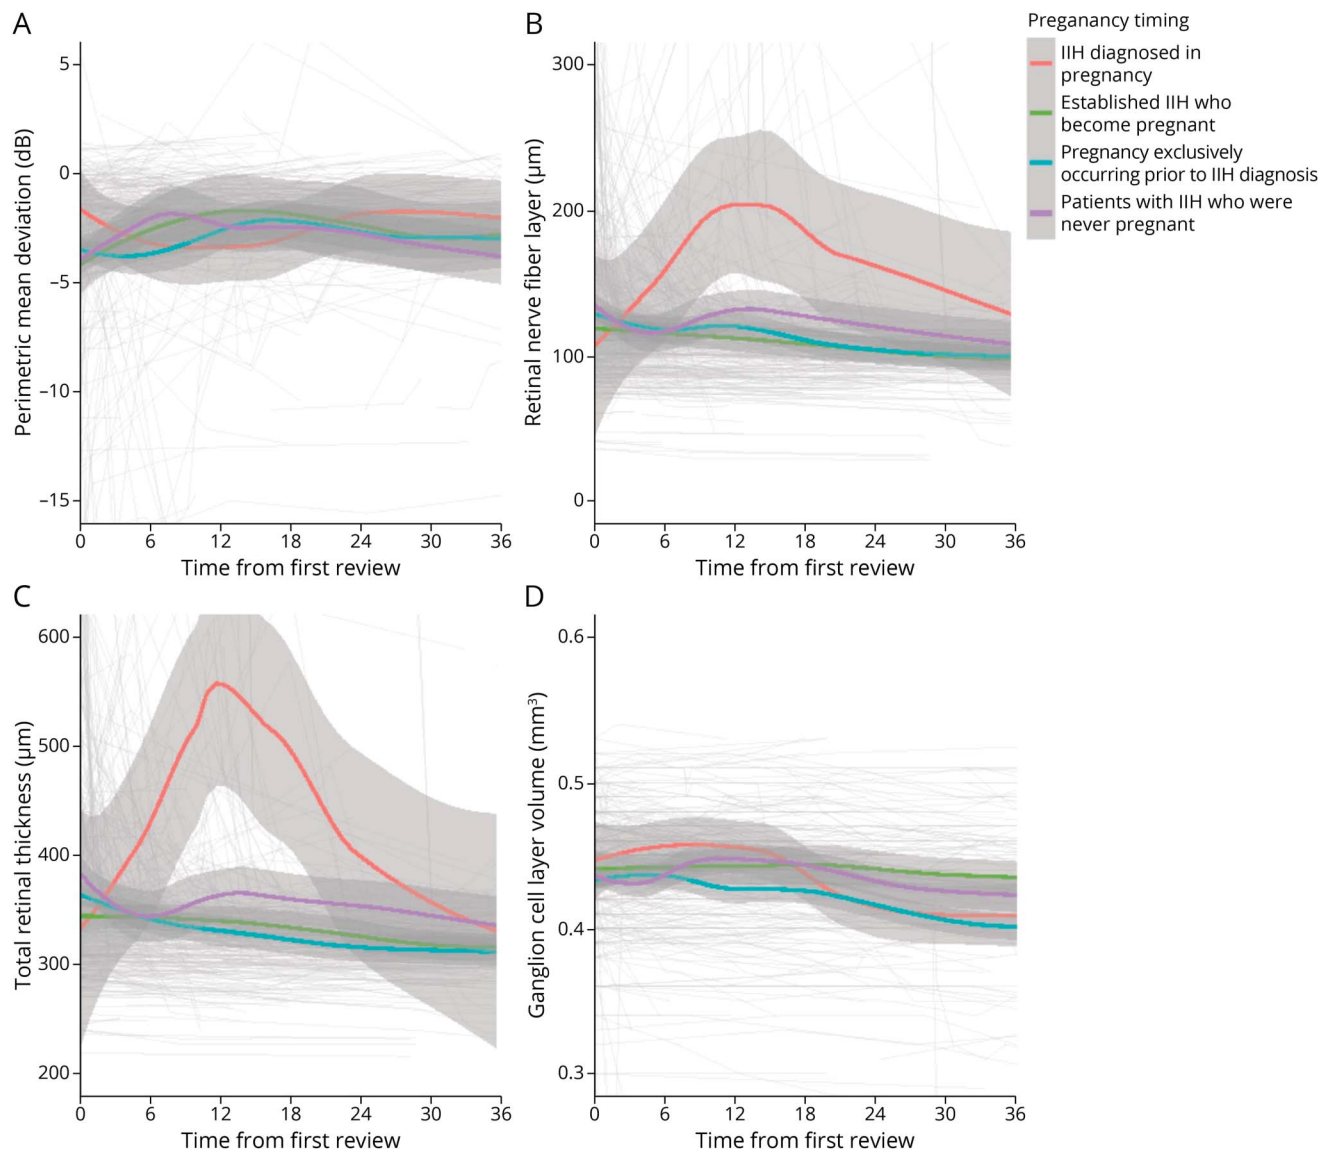 A
B
Preganancy timing
IIH diagnosed in
pregnancy
Established IIH who
become pregnant
Pregnancy exclusively
occurring prior to IIH diagnosis
Patients with IIH who were
never pregnant
Perimetric mean deviation (dB)
5
0
–5
–10
–15
0 6 12 18 24 30 36
Time from first review
Retinal nerve fiber layer (μm)
300
200
100
0
0 6 12 18 24 30 36
Time from first review
C
D
Total retinal thickness (μm)
600
500
400
300
200
0 6 12 18 24 30 36
Time from first review
Ganglion cell layer volume (mm³)
0.6
0.5
0.4
0.3
0 6 12 18 24 30 36
Time from first review